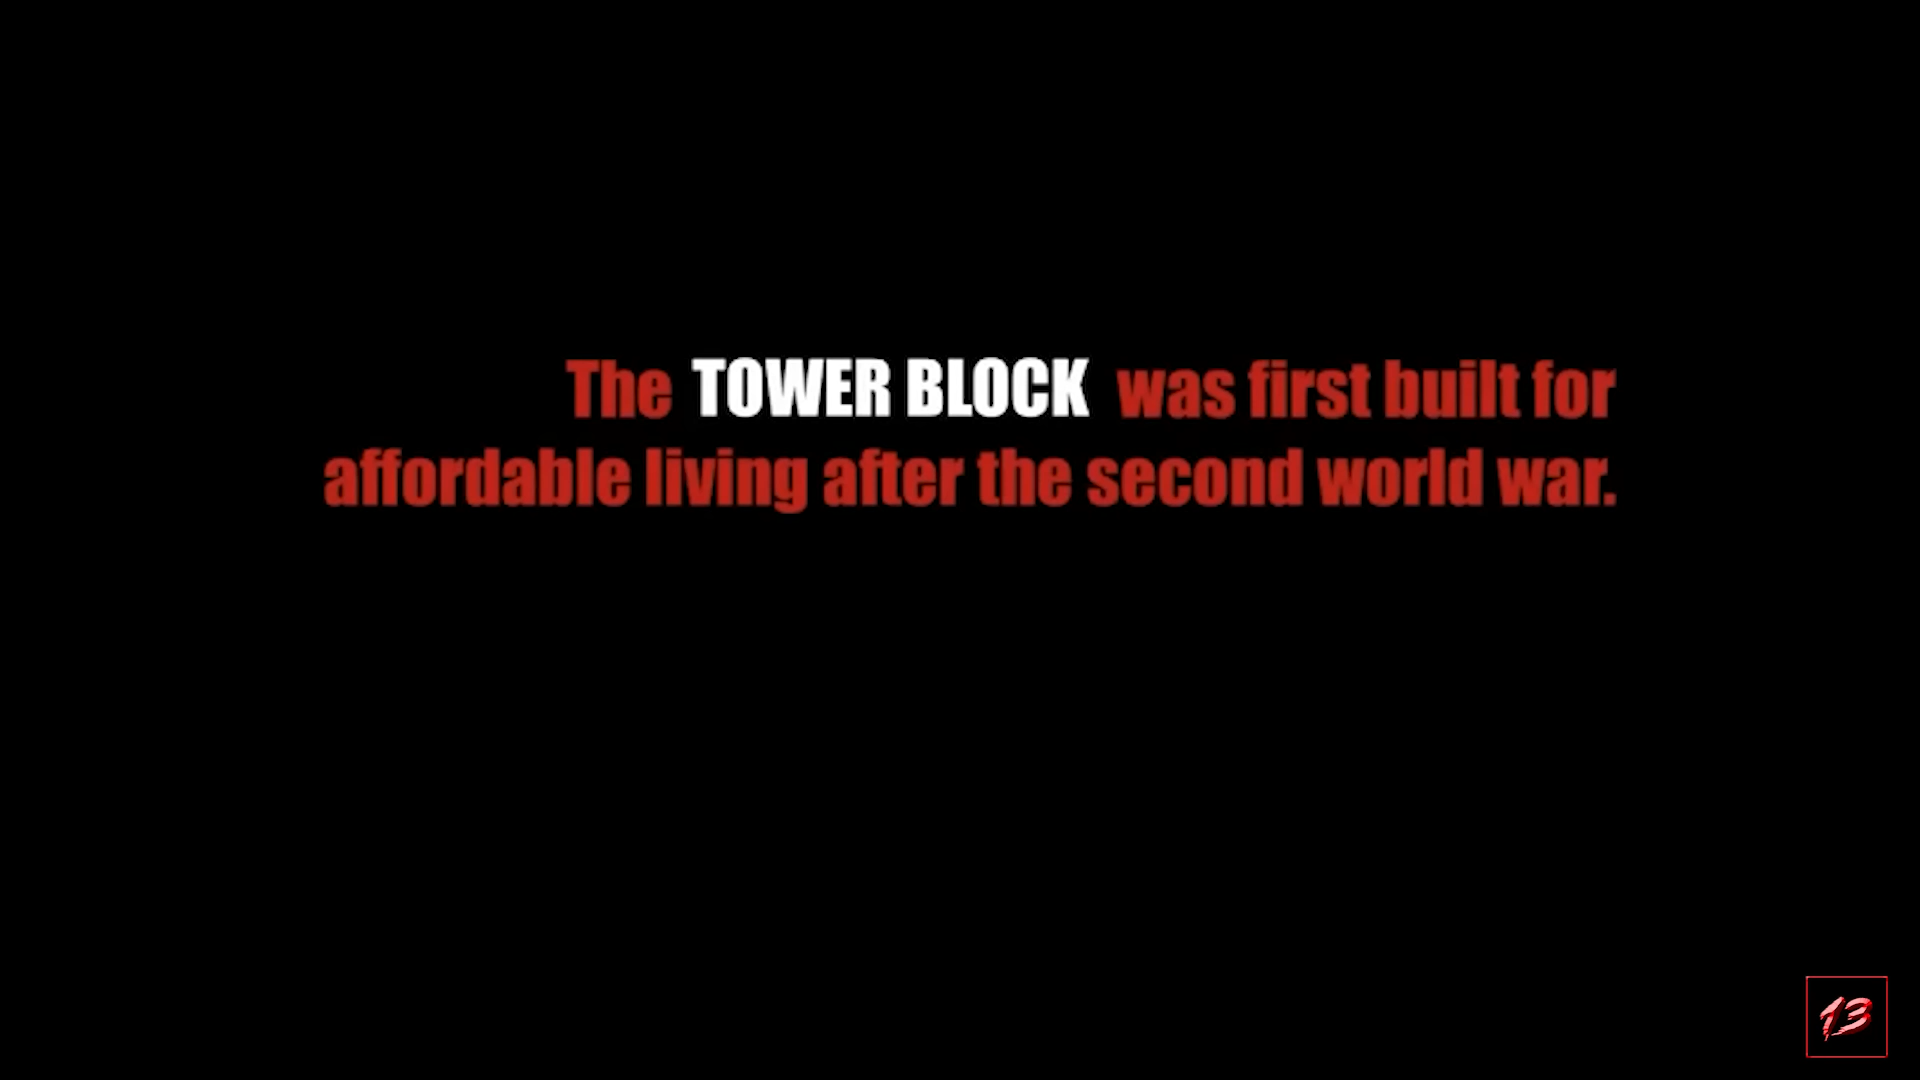 The TOWER BLOCK was first built for
affordable living after the second world war.
13